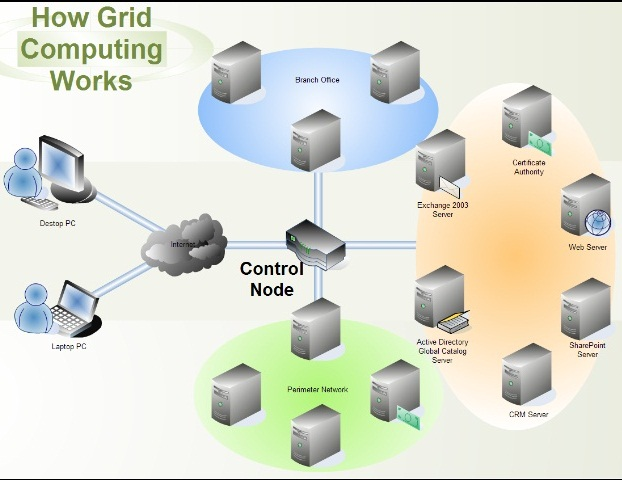 How Grid
Computing
Works
Branch Office
Certificate
Authority
Exchange 2003
Server
Destop PC
Internet
Web Server
Control
Node
Laptop PC
Active Directory
Global Catalog
Server
SharePoint
Server
Perimeter Network
CRM Server